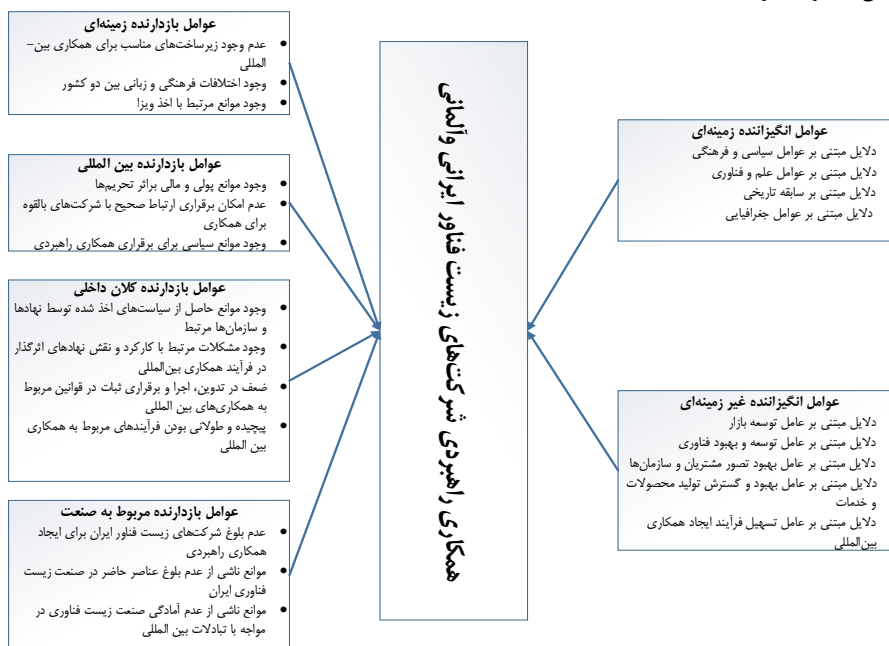 عوامل بازدارنده زمینه‌ای
عدم وجود زیرساخت‌های مناسب برای همکاری بین-
المللی
وجود اختلافات فرهنگی و زبانی بین دو کشور
وجود موانع مرتبط با اخذ ویزا
عوامل بازدارنده بین المللی
وجود موانع پولی و مالی براثر تحریم‌ها
عدم امکان برقراری ارتباط صحیح با شرکت‌های بالقوه
برای همکاری
وجود موانع سیاسی برای برقراری همکاری راهبردی
عوامل بازدارنده کلان داخلی
وجود موانع حاصل از سیاست‌های اخذ شده توسط نهادها
و سازمان‌ها مرتبط
وجود مشکلات مرتبط با کارکرد و نقش نهادهای اثرگذار
در فرآیند همکاری بین‌المللی
ضعف در تدوین، اجرا و برقراری ثبات در قوانین مربوط
به همکاری‌های بین المللی
پیچیده و طولانی بودن فرآیندهای مربوط به همکاری
بین المللی
عوامل بازدارنده مربوط به صنعت
عدم بلوغ شرکت‌های زیست فناور ایران برای ایجاد
همکاری راهبردی
موانع ناشی از عدم بلوغ عناصر حاضر در صنعت زیست
فناوری ایران
موانع ناشی از عدم آمادگی صنعت زیست فناوری در
مواجه با تبادلات بین المللی
همکاری راهبردی شرکت‌های زیست فناور ایرانی وآلمانی
عوامل انگیزاننده زمینه‌ای
دلایل مبتنی بر عوامل سیاسی و فرهنگی
دلایل مبتنی بر عوامل علم و فناوری
دلایل مبتنی بر سابقه تاریخی
دلایل مبتنی بر عوامل جغرافیایی
عوامل انگیزاننده غیر زمینه‌ای
دلایل مبتنی بر عامل توسعه بازار
دلایل مبتنی بر عامل توسعه و بهبود فناوری
دلایل مبتنی بر عامل بهبود تصور مشتریان و سازمان‌ها
دلایل مبتنی بر عامل بهبود و گسترش تولید محصولات
و خدمات
دلایل مبتنی بر عامل تسهیل فرآیند ایجاد همکاری
بین‌المللی